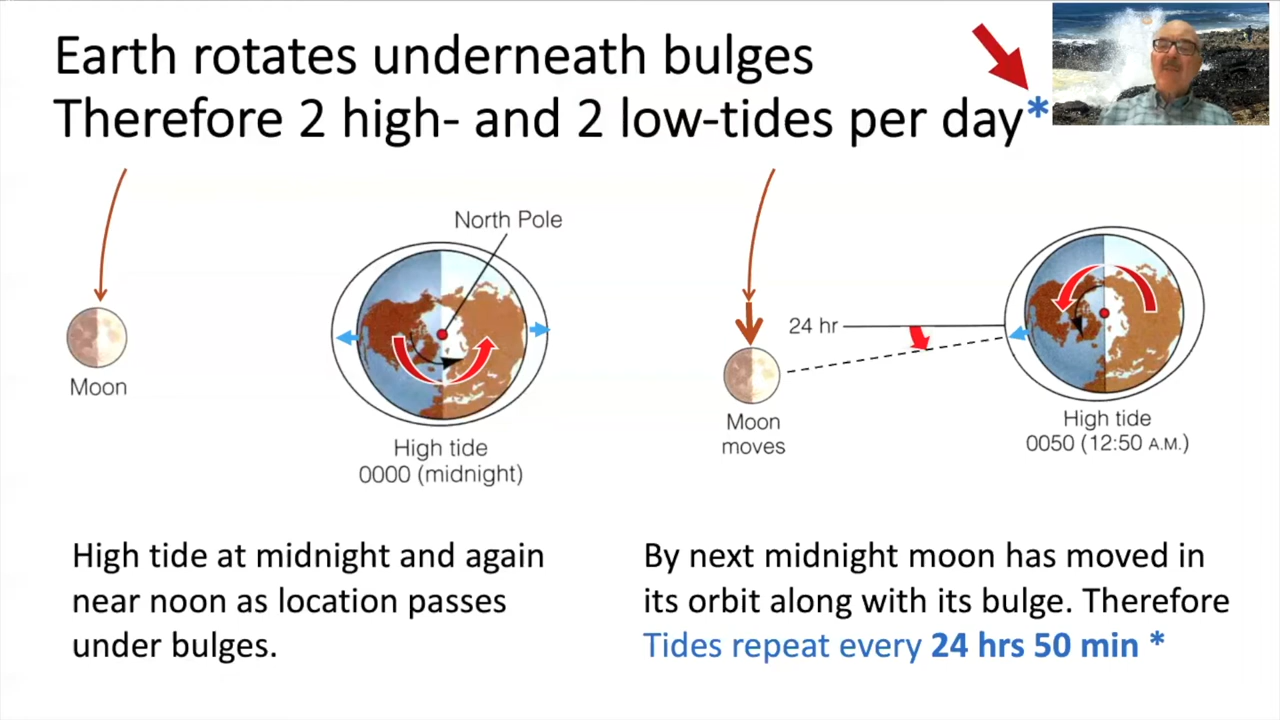 Earth rotates underneath bulges
Therefore 2 high- and 2 low-tides per day*
North Pole
Moon
High tide
0000 (midnight)
24 hr
Moon
moves
High tide
0050 (12:50 A.M.)
High tide at midnight and again
near noon as location passes
under bulges.
By next midnight moon has moved in
its orbit along with its bulge. Therefore
Tides repeat every 24 hrs 50 min *